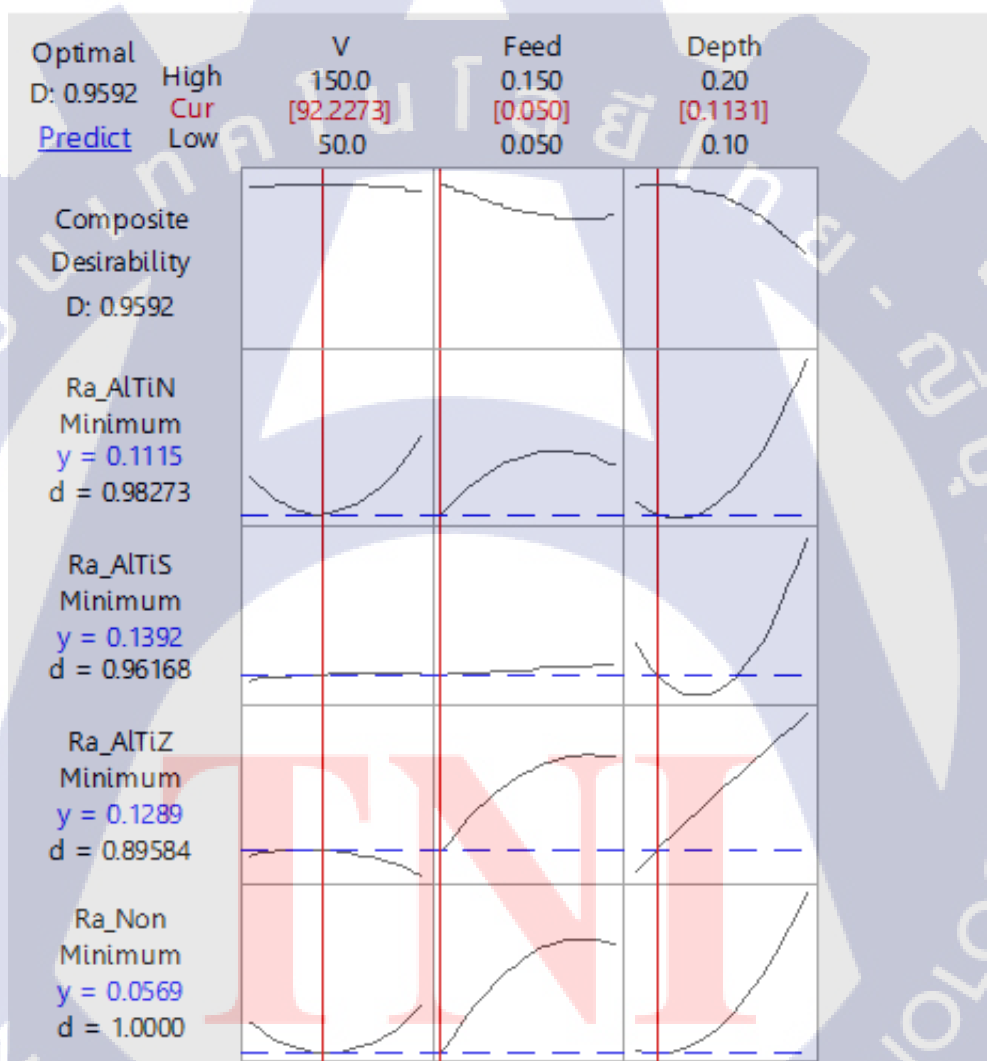 Optimal
D: 0.9592
Predict
High
Cur
Low
V
150.0
[92.2273]
50.0
Feed
0.150
[0.050]
0.050
Depth
0.20
[0.1131]
0.10
Composite
Desirability
D: 0.9592
Ra_AlTiN
Minimum
y = 0.1115
d = 0.98273
Ra_AlTiS
Minimum
y = 0.1392
d = 0.96168
Ra_AlTiZ
Minimum
y = 0.1289
d = 0.89584
Ra_Non
Minimum
y = 0.0569
d = 1.0000
TNI